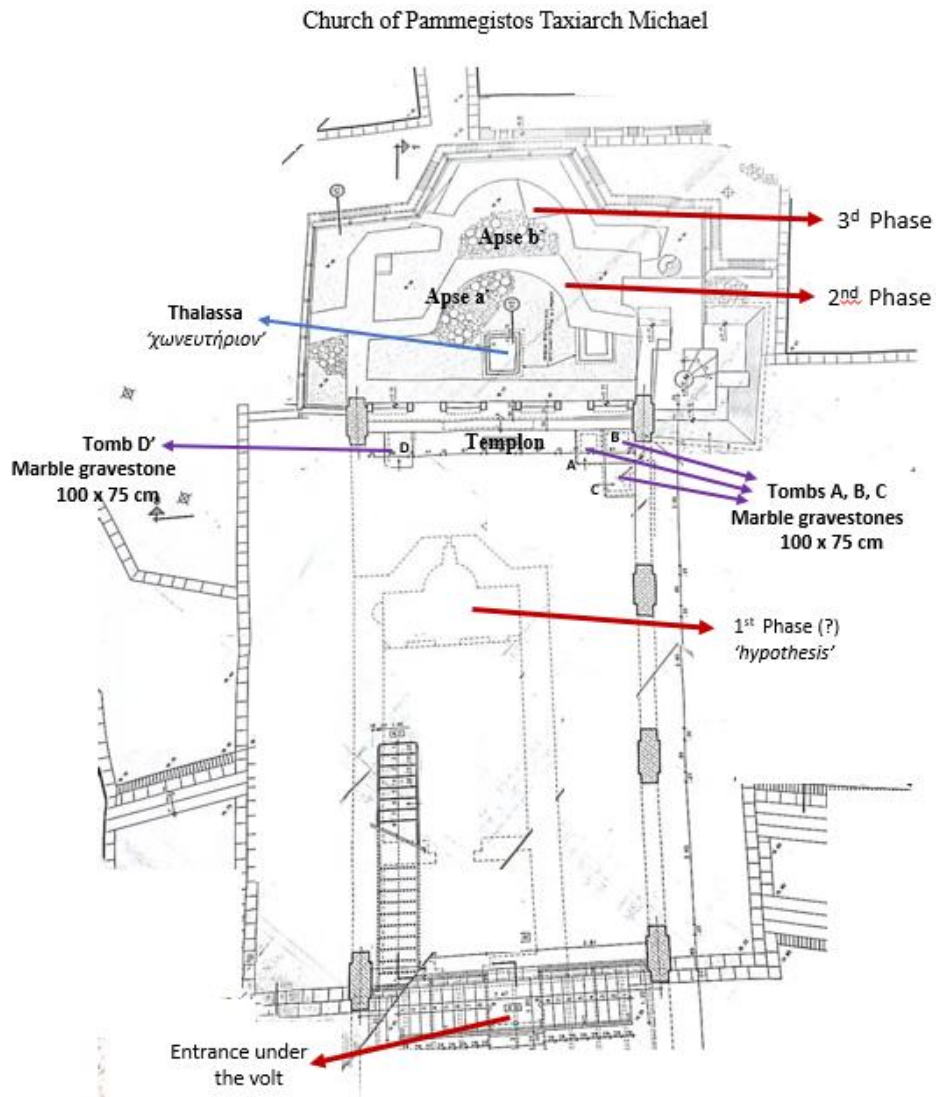 Church of Pammegistos Taxiarch Michael
3d Phase
Apse b`
2nd Phase
Apse a`
Thalassa
‘χωνευτήριον’
Templon
D
B
A
C
Tomb D’
Marble gravestone
100 x 75 cm
Tombs A, B, C
Marble gravestones
100 x 75 cm
1st Phase (?)
‘hypothesis’
Entrance under
the volt